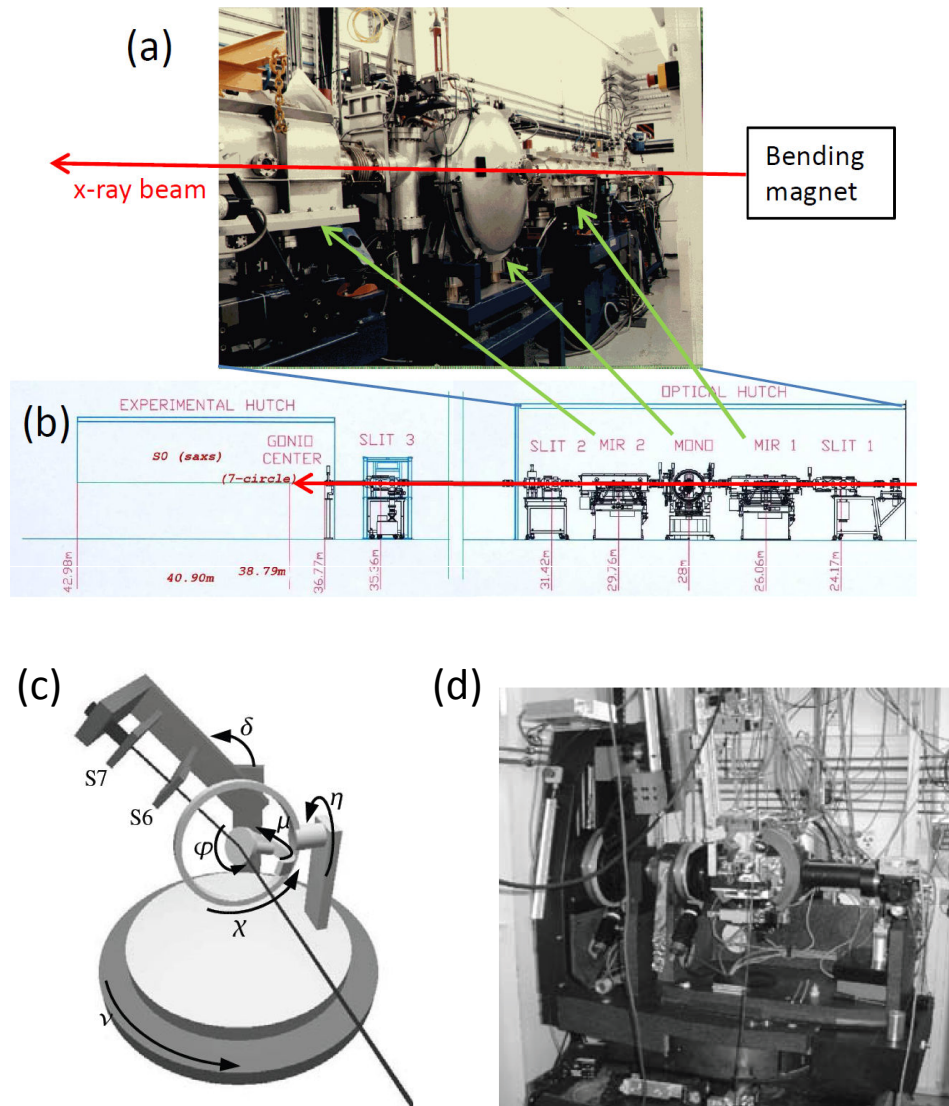 (a)
Bending
magnet
x-ray beam
(b)
EXPERIMENTAL HUTCH
OPTICAL HUTCH
S0 (saxs)
GONIO
CENTER
(7-circle)
SLIT 3
SLIT 2
MIR 2
MONO
MIR 1
SLIT 1
42.98m
40.90m
38.79m
36.77m
35.36m
31.42m
29.76m
28m
26.06m
24.17m
(c)
(d)
δ
S7
S6
η
μ
φ
χ
ν